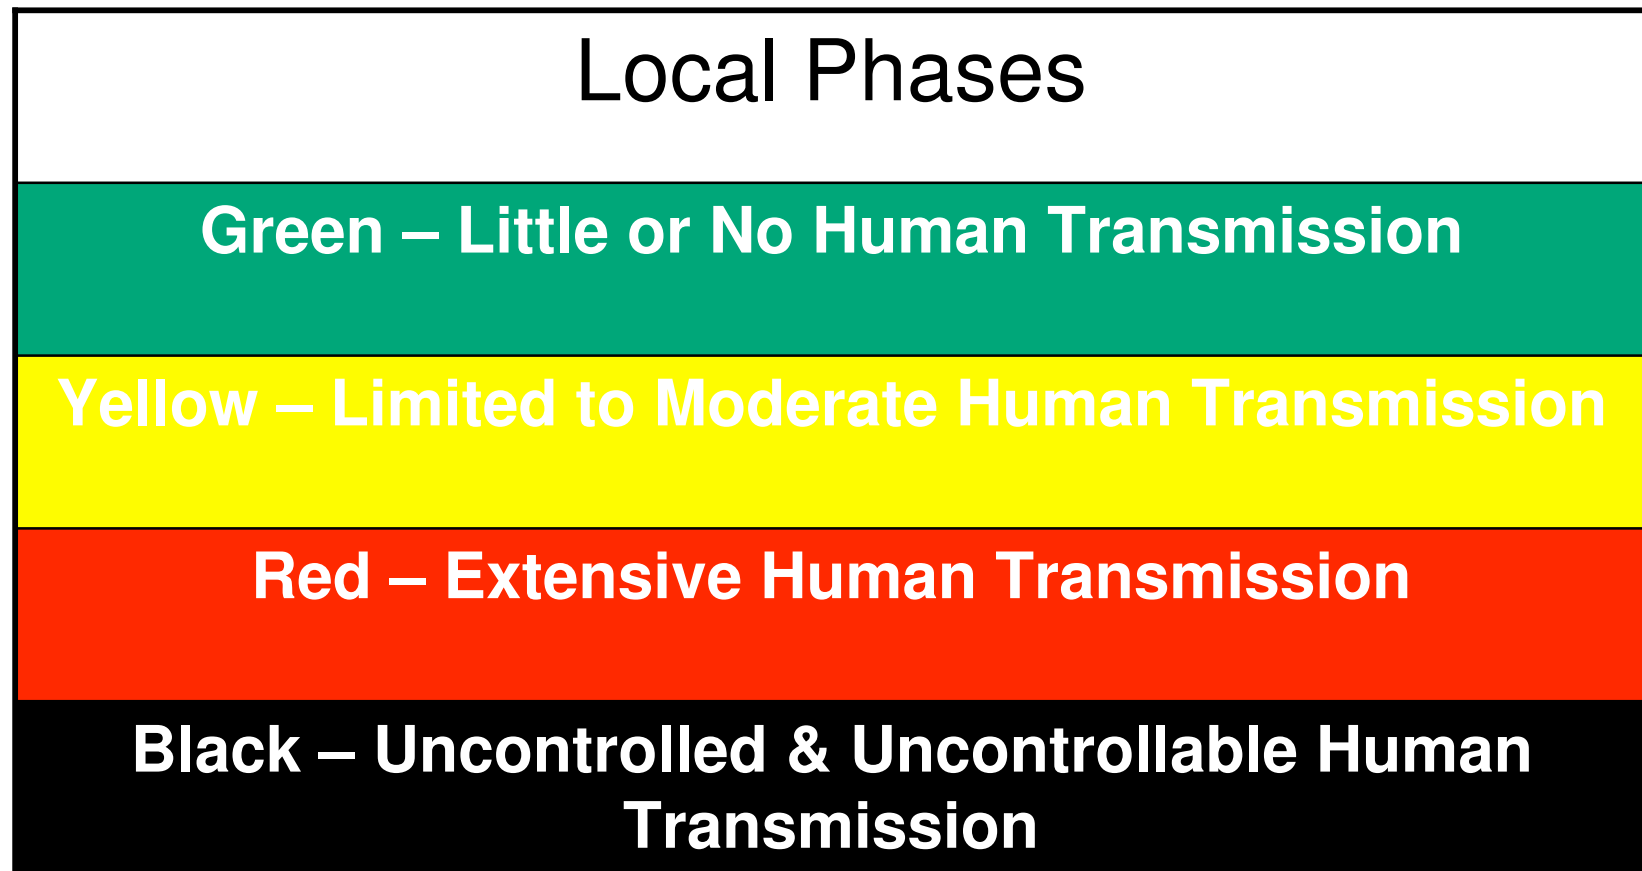 Local Phases
Green – Little or No Human Transmission
Yellow – Limited to Moderate Human Transmission
Red – Extensive Human Transmission
Black – Uncontrolled & Uncontrollable Human
Transmission